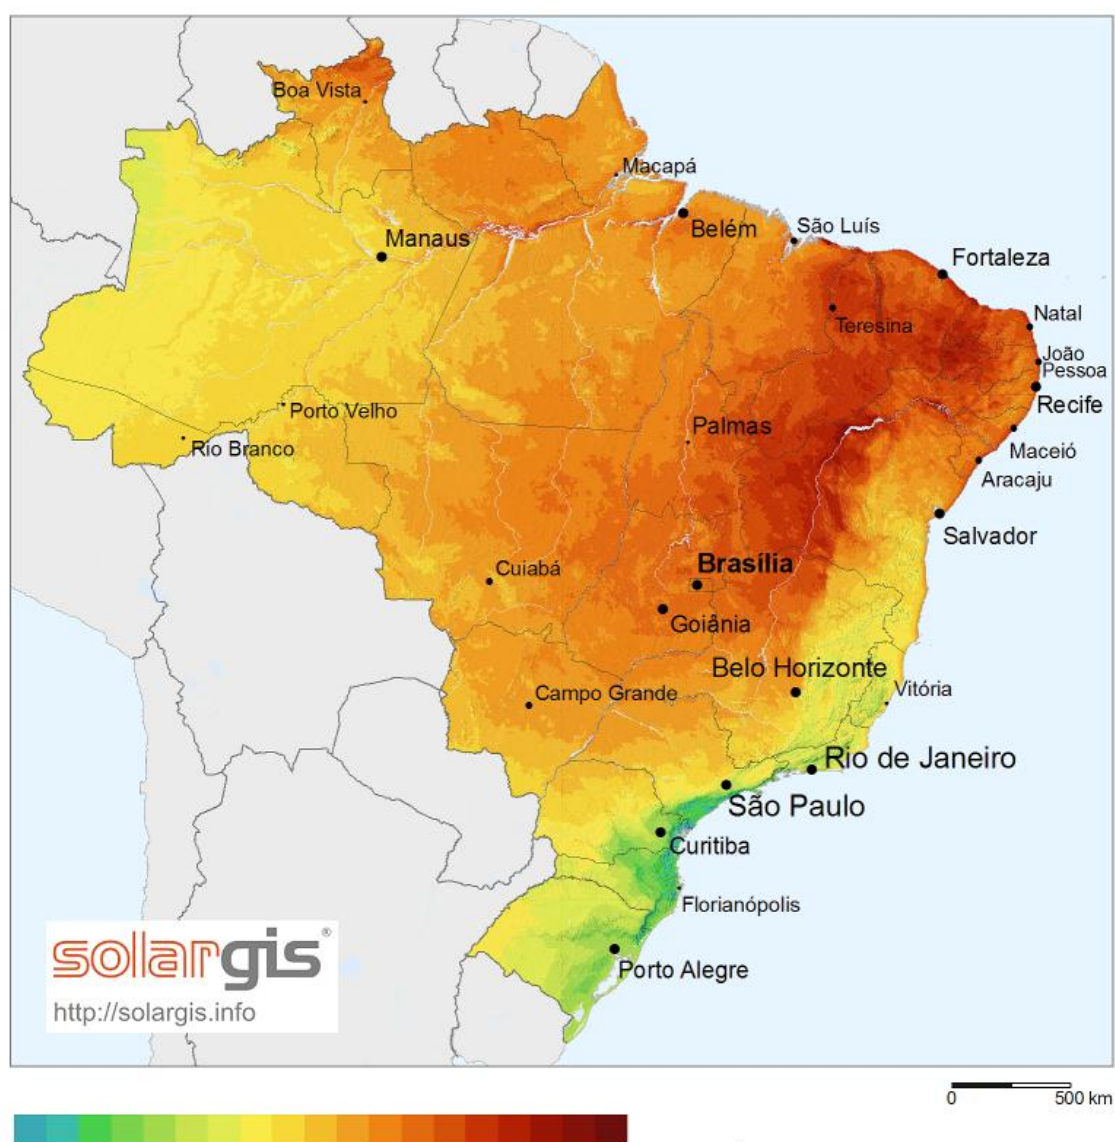 Boa Vista
Macapá
Belém
São Luís
Manaus
Fortaleza
Teresina
Natal
João
Pessoa
Recife
Porto Velho
Palmas
Rio Branco
Maceió
Aracaju
Salvador
Brasília
Cuiabá
Goiânia
Belo Horizonte
Campo Grande
Vitória
Rio de Janeiro
São Paulo
Curitiba
Florianópolis
solargis®
Porto Alegre
http://solargis.info
0 500 km